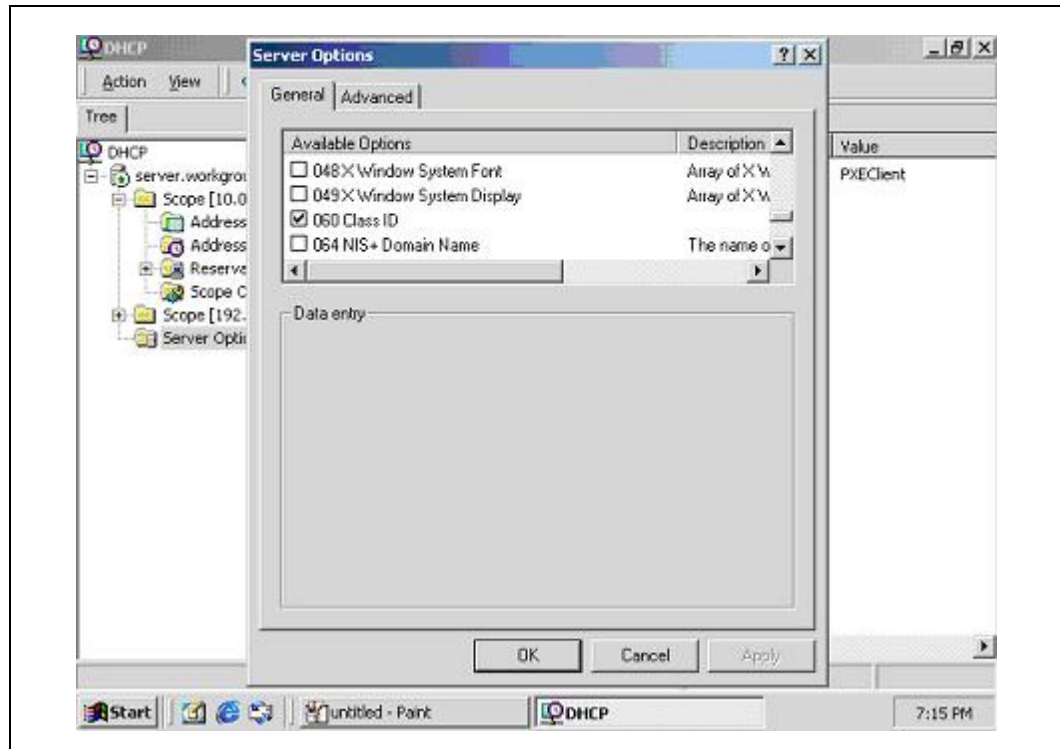 DHCP
Action View
Tree
DHCP
server.workgrou
Scope [10.0
Address
Address
Reserva
Scope C
Scope [192.
Server Optio
Server Options
General Advanced
Available Options Description
048 X Window System Font Array of X W
049 X Window System Display Array of X W
060 Class ID
064 NIS+ Domain Name The name o
Data entry
OK Cancel Apply
Value
PXEClient
Start untitled - Paint DHCP 7:15 PM